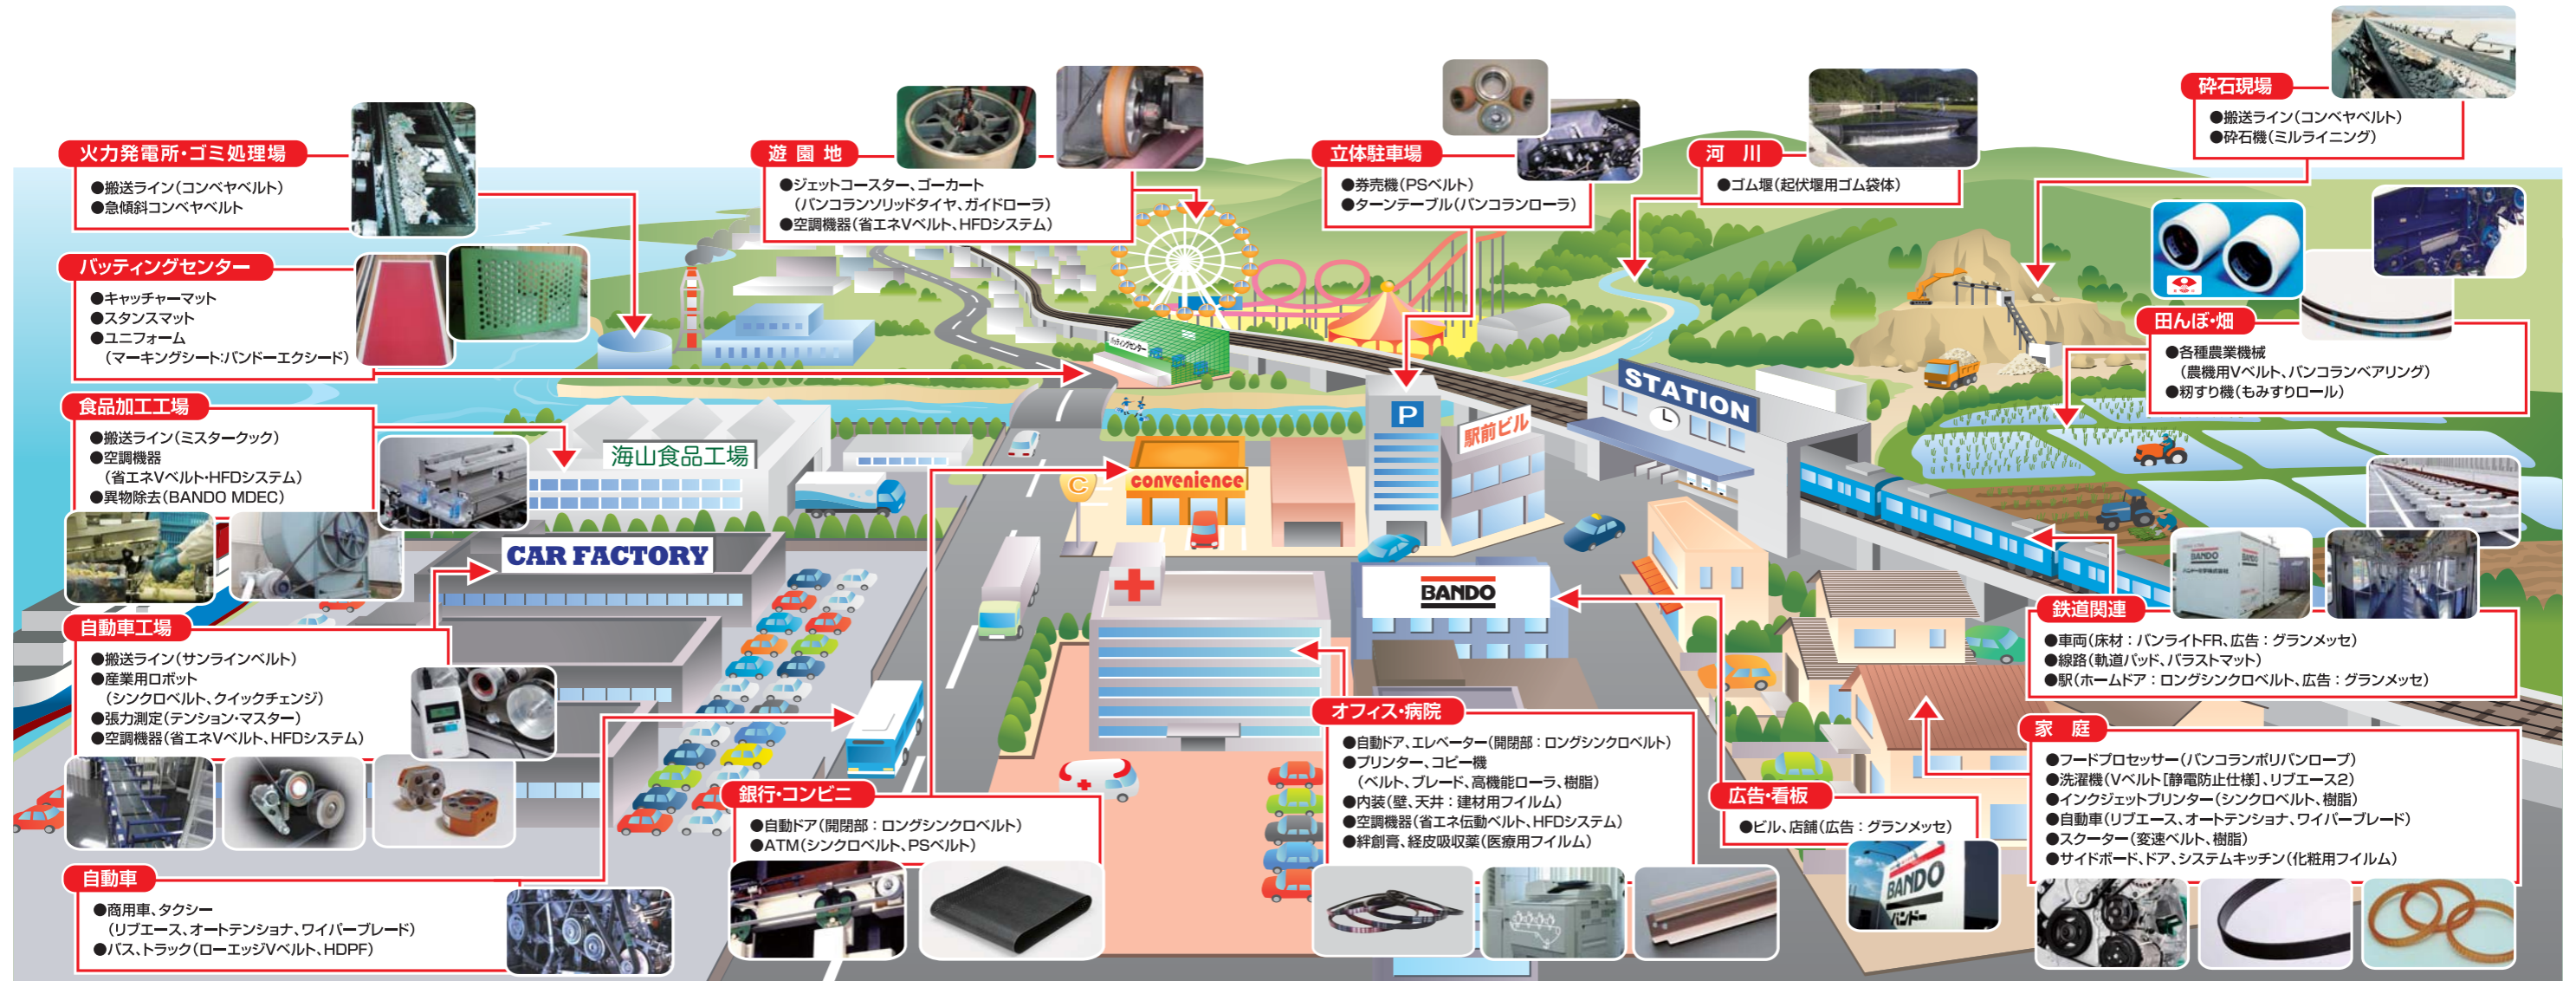 火力発電所・ゴミ処理場
●搬送ライン（コンベヤベルト）
●急傾斜コンベヤベルト
バッティングセンター
●キャッチャーマット
●スタンスマット
●ユニフォーム
（マーキングシート：バンドーエクシード）
食品加工工場
●搬送ライン（ミスタークック）
●空調機器
（省エネVベルト・HFDシステム）
●異物除去（BANDO MDEC）
自動車工場
●搬送ライン（サンラインベルト）
●産業用ロボット
（シンクロベルト、クイックチェンジ）
●張力測定（テンション・マスター）
●空調機器（省エネVベルト、HFDシステム）
自動車
●商用車、タクシー
（リブエース、オートテンショナ、ワイパーブレード）
●バス、トラック（ローエッジVベルト、HDPF）
遊園地
●ジェットコースター、ゴーカート
（バンコランソリッドタイヤ、ガイドローラ）
●空調機器（省エネVベルト、HFDシステム）
立体駐車場
●券売機（PSベルト）
●ターンテーブル（バンコランローラ）
河川
●ゴム堰（起伏堰用ゴム袋体）
砕石現場
●搬送ライン（コンベヤベルト）
●砕石機（ミルライニング）
田んぼ・畑
●各種農業機械
（農機用Vベルト、バンコランベアリング）
●籾すり機（もみすりロール）
鉄道関連
●車両（床材：バンライトFR、広告：グランメッセ）
●線路（軌道パッド、バラストマット）
●駅（ホームドア：ロングシンクロベルト、広告：グランメッセ）
家庭
●フードプロセッサー（バンコランポリバンロープ）
●洗濯機（Vベルト［静電防止仕様］、リブエース2）
●インクジェットプリンター（シンクロベルト、樹脂）
●自動車（リブエース、オートテンショナ、ワイパーブレード）
●スクーター（変速ベルト、樹脂）
●サイドボード、ドア、システムキッチン（化粧用フイルム）
広告・看板
●ビル、店舗（広告：グランメッセ）
オフィス・病院
●自動ドア、エレベーター（開閉部：ロングシンクロベルト）
●プリンター、コピー機
（ベルト、ブレード、高機能ローラ、樹脂）
●内装（壁、天井：建材用フイルム）
●空調機器（省エネ伝動ベルト、HFDシステム）
●絆創膏、経皮吸収薬（医療用フイルム）
銀行・コンビニ
●自動ドア（開閉部：ロングシンクロベルト）
●ATM（シンクロベルト、PSベルト）
バッティングセンター
海山食品工場
CAR FACTORY
C
convenience
P
駅前ビル
STATION
BANDO
BANDO
バンドー
BANDO
BANDO
バンドー化学株式会社